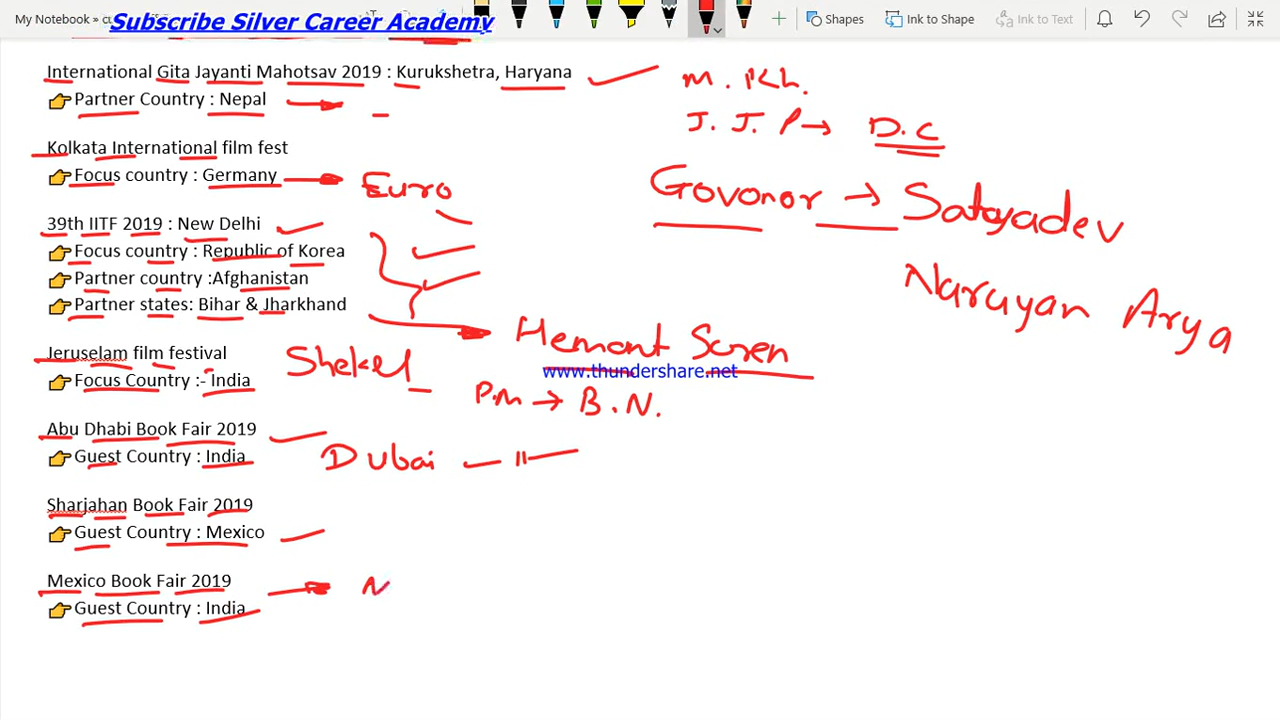 My Notebook » cu
Subscribe Silver Career Academy
Shapes
Ink to Shape
Ink to Text
International Gita Jayanti Mahotsav 2019 : Kurukshetra, Haryana
M. Kh.
👉Partner Country : Nepal
J. J. P → D.C
Kolkata International film fest
👉Focus country : Germany
Euro
Govonor → Satyadev
Narayan Arya
39th IITF 2019 : New Delhi
👉Focus country : Republic of Korea
👉Partner country :Afghanistan
👉Partner states: Bihar & Jharkhand
Hemant Soren
Jeruselam film festival
Shekel
www.thundershare.net
👉Focus Country :- India
P.M → B.N.
Abu Dhabi Book Fair 2019
👉Guest Country : India
Dubai — 11 —
Sharjahan Book Fair 2019
👉Guest Country : Mexico
Mexico Book Fair 2019
N
👉Guest Country : India